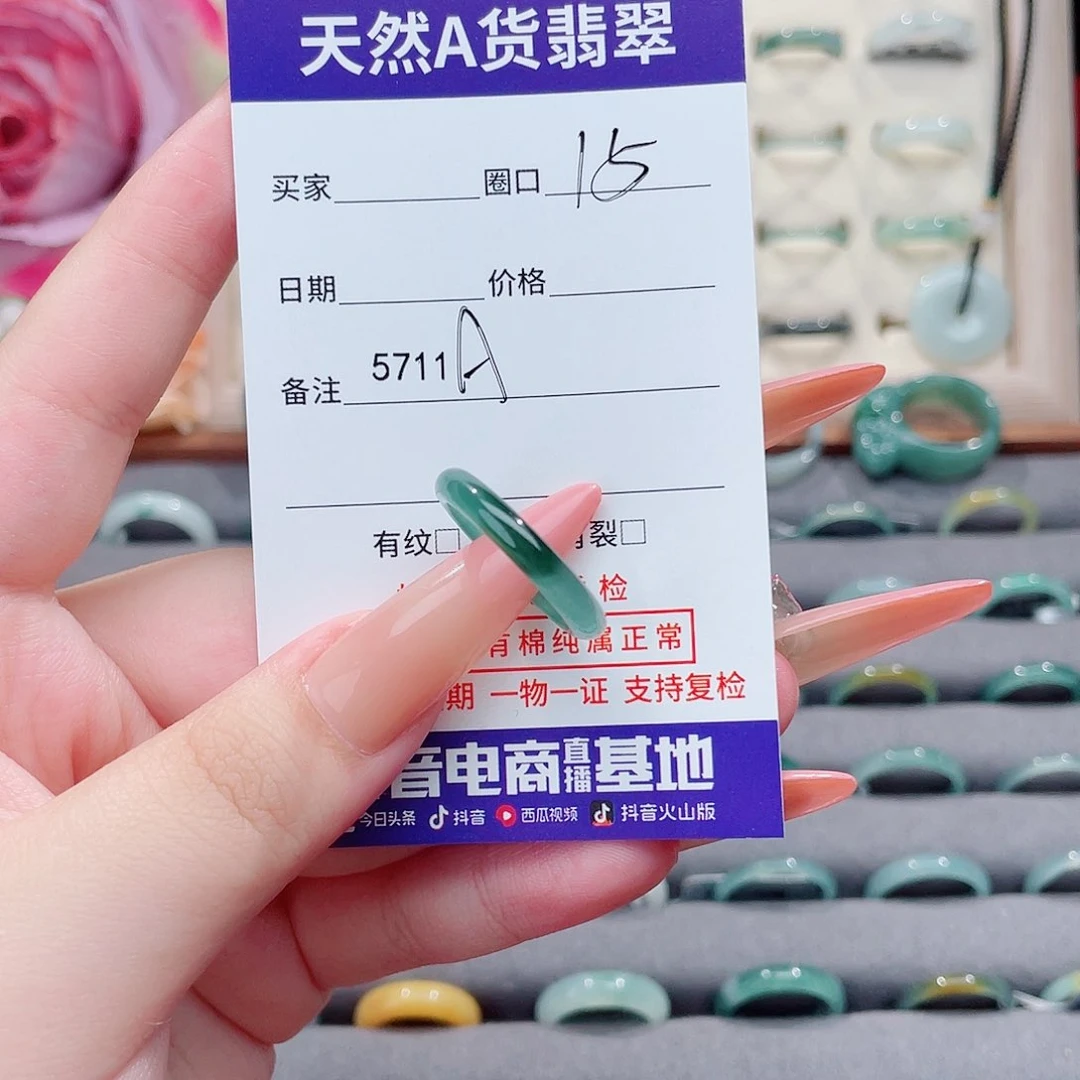 天然A货翡翠
买家 圈口 15
日期 价格
备注 5711 A
有纹□ 裂□
检
有棉纯属正常
期 一物一证 支持复检
音电商直播基地
今日头条 抖音 西瓜视频 抖音火山版